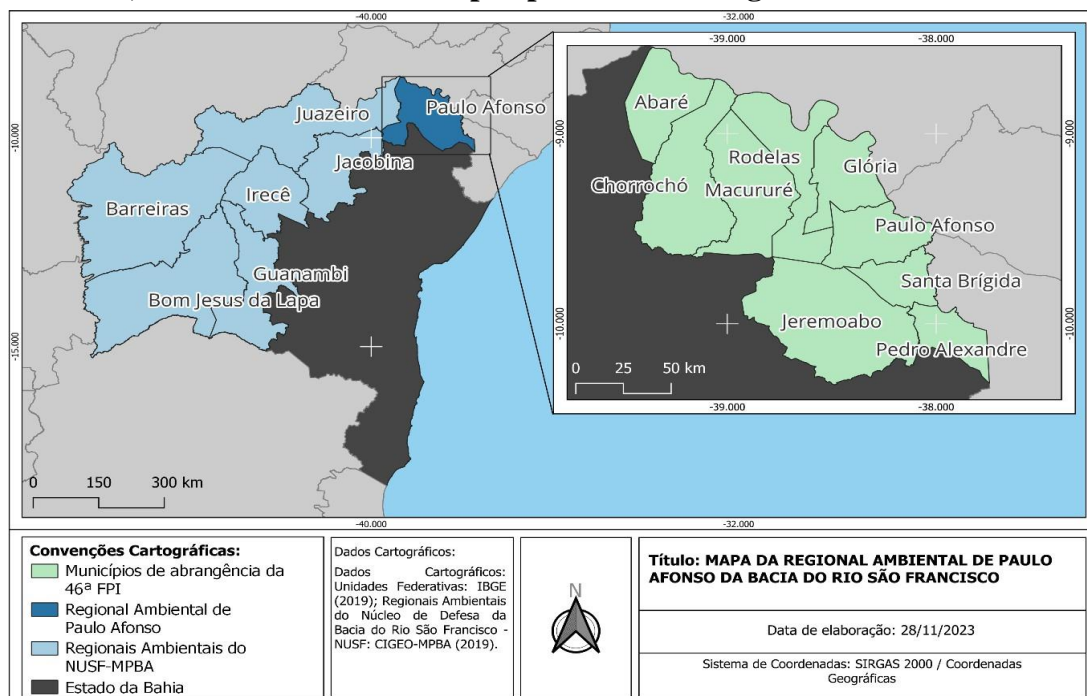 -40.000
-32.000
-39.000
-38.000
Abaré
Paulo Afonso
Juazeiro
-10.000
-10.000
-9.000
-9.000
Rodelas
Glória
Jacobina
Chorrochó
Macururé
Irecê
Barreiras
Paulo Afonso
Guanambi
Santa Brígida
Bom Jesus da Lapa
Jeremoabo
-10.000
-10.000
Pedro Alexandre
-15.000
0 25 50 km
-39.000
-38.000
0 150 300 km
-40.000
-32.000
Convenções Cartográficas:
Municípios de abrangência da
46ª FPI
Regional Ambiental de
Paulo Afonso
Regionais Ambientais do
NUSF-MPBA
Estado da Bahia
Dados Cartográficos:
Dados Cartográficos:
Unidades Federativas: IBGE
(2019); Regionais Ambientais
do Núcleo de Defesa da
Bacia do Rio São Francisco -
NUSF: CIGEO-MPBA (2019).
N
Título: MAPA DA REGIONAL AMBIENTAL DE PAULO
AFONSO DA BACIA DO RIO SÃO FRANCISCO
Data de elaboração: 28/11/2023
Sistema de Coordenadas: SIRGAS 2000 / Coordenadas
Geográficas